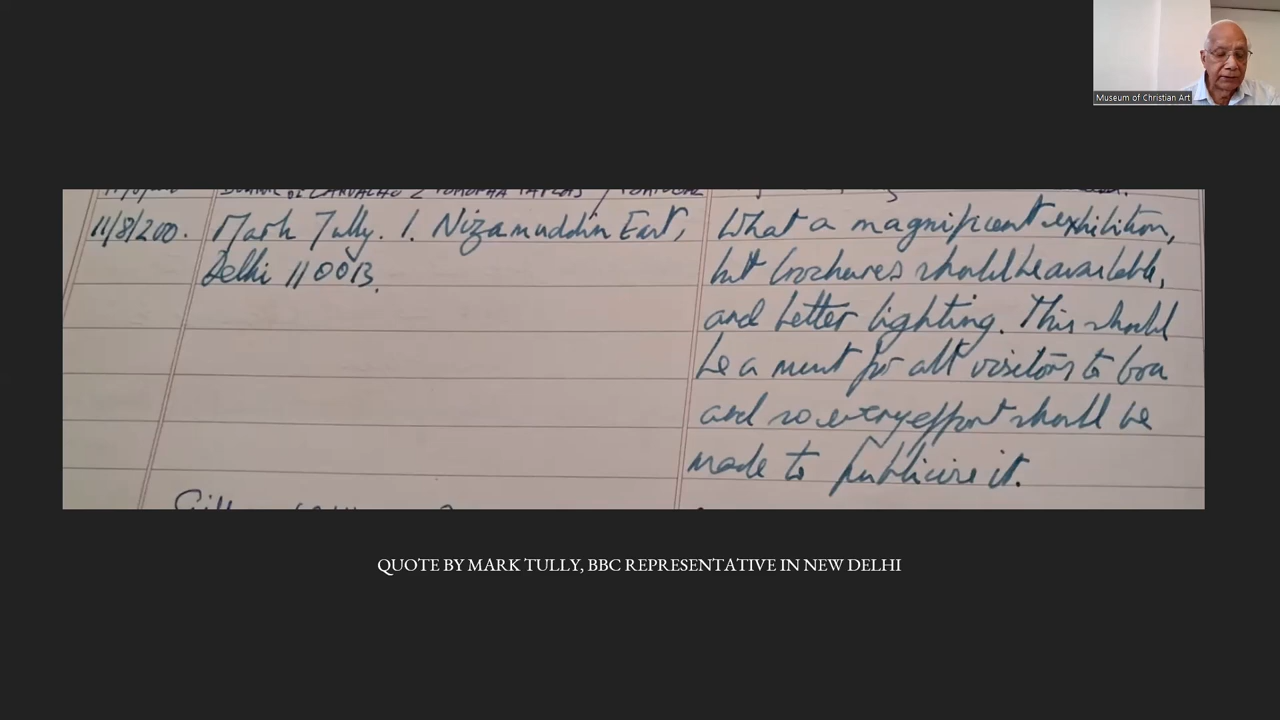 Museum of Christian Art
DE CARVALHO
11/8/200. Mark Tully. 1. Nizamuddin East, What a magnificent exhibition,
Delhi 110013. but brochures should be available,
and better lighting. This should
be a must for all visitors to Goa
and so every effort should be
made to publicise it.
QUOTE BY MARK TULLY, BBC REPRESENTATIVE IN NEW DELHI